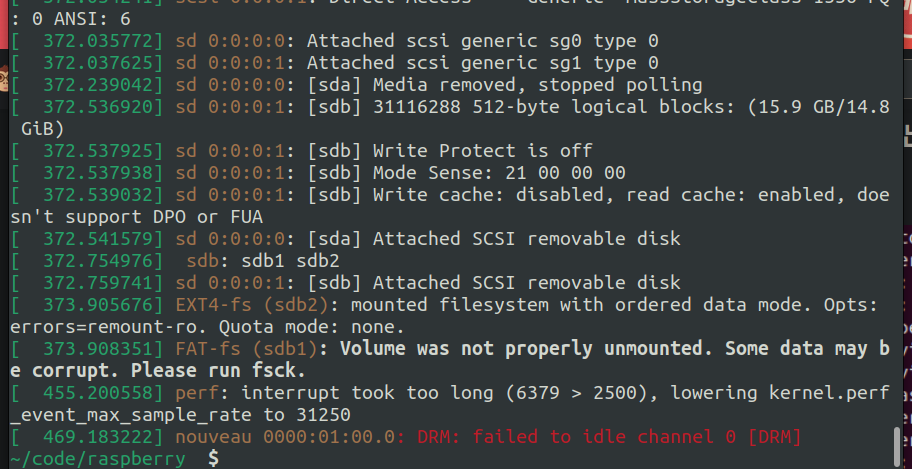 : 0 ANSI: 6
[  372.035772] sd 0:0:0:0: Attached scsi generic sg0 type 0
[  372.037625] sd 0:0:0:1: Attached scsi generic sg1 type 0
[  372.239042] sd 0:0:0:0: [sda] Media removed, stopped polling
[  372.536920] sd 0:0:0:1: [sdb] 31116288 512-byte logical blocks: (15.9 GB/14.8
 GiB)
[  372.537925] sd 0:0:0:1: [sdb] Write Protect is off
[  372.537938] sd 0:0:0:1: [sdb] Mode Sense: 21 00 00 00
[  372.539032] sd 0:0:0:1: [sdb] Write cache: disabled, read cache: enabled, doe
sn't support DPO or FUA
[  372.541579] sd 0:0:0:0: [sda] Attached SCSI removable disk
[  372.754976]  sdb: sdb1 sdb2
[  372.759741] sd 0:0:0:1: [sdb] Attached SCSI removable disk
[  373.905676] EXT4-fs (sdb2): mounted filesystem with ordered data mode. Opts:
errors=remount-ro. Quota mode: none.
[  373.908351] FAT-fs (sdb1): Volume was not properly unmounted. Some data may b
e corrupt. Please run fsck.
[  455.200558] perf: interrupt took too long (6379 > 2500), lowering kernel.perf
_event_max_sample_rate to 31250
[  469.183222] nouveau 0000:01:00.0: DRM: failed to idle channel 0 [DRM]
~/code/raspberry  $